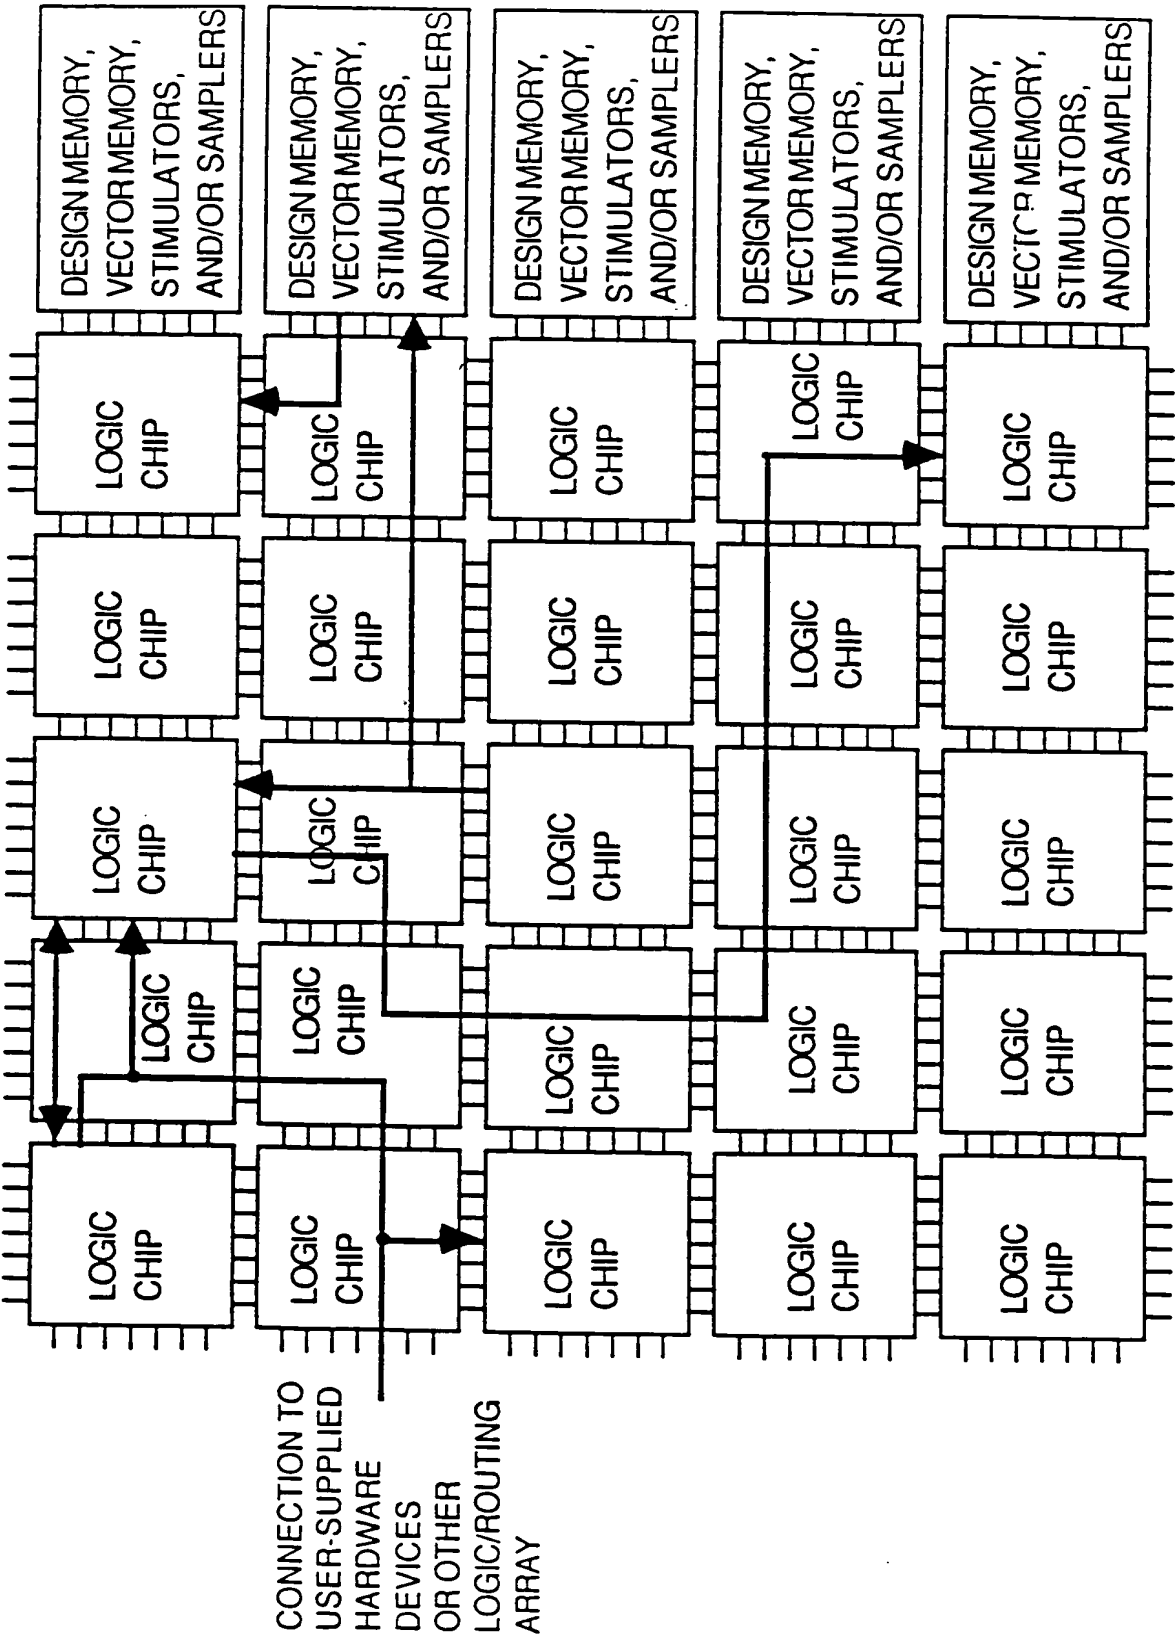 LOGIC
CHIP
LOGIC
CHIP
LOGIC
CHIP
LOGIC
CHIP
LOGIC
CHIP
DESIGN MEMORY,
VECTOR MEMORY,
STIMULATORS,
AND/OR SAMPLERS
CONNECTION TO
USER-SUPPLIED
HARDWARE
DEVICES
OR OTHER
LOGIC/ROUTING
ARRAY
LOGIC
CHIP
LOGIC
CHIP
LOGIC
CHIP
LOGIC
CHIP
LOGIC
CHIP
DESIGN MEMORY,
VECTOR MEMORY,
STIMULATORS,
AND/OR SAMPLERS
LOGIC
CHIP
LOGIC
CHIP
LOGIC
CHIP
LOGIC
CHIP
LOGIC
CHIP
DESIGN MEMORY,
VECTOR MEMORY,
STIMULATORS,
AND/OR SAMPLERS
LOGIC
CHIP
LOGIC
CHIP
LOGIC
CHIP
LOGIC
CHIP
LOGIC
CHIP
DESIGN MEMORY,
VECTOR MEMORY,
STIMULATORS,
AND/OR SAMPLERS
LOGIC
CHIP
LOGIC
CHIP
LOGIC
CHIP
LOGIC
CHIP
LOGIC
CHIP
DESIGN MEMORY,
VECTOR MEMORY,
STIMULATORS,
AND/OR SAMPLERS